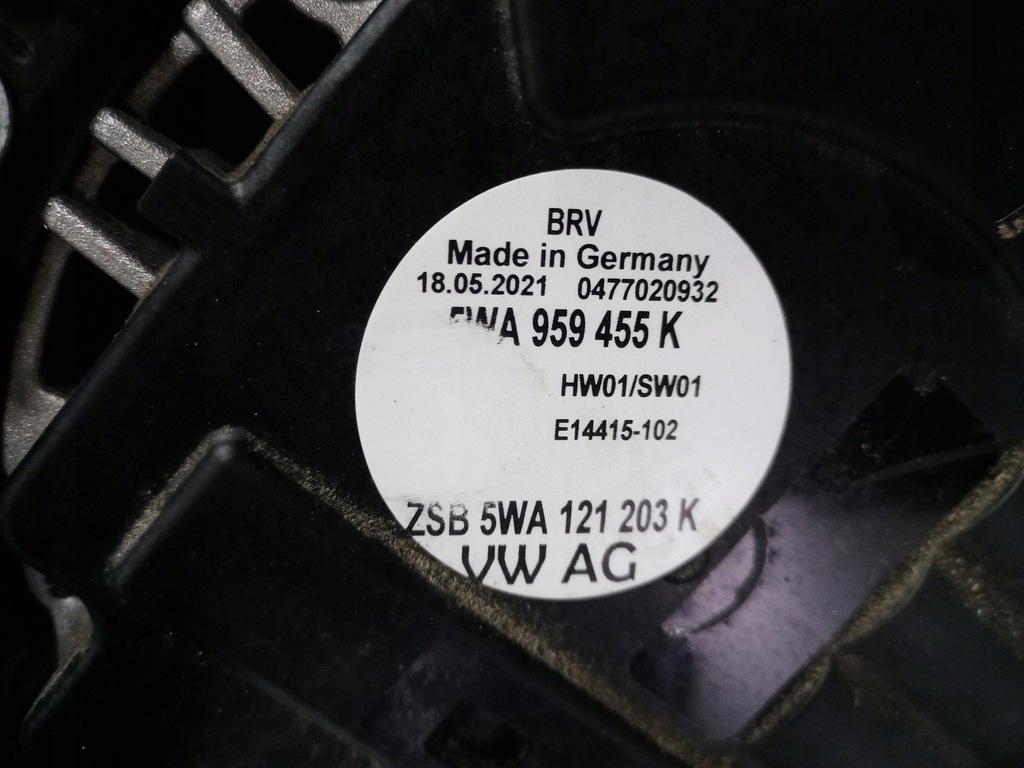 BRV
Made in Germany
18.05.2021 0477020932
5WA 959 455 K
HW01/SW01
E14415-102
ZSB 5WA 121 203 K
VW AG